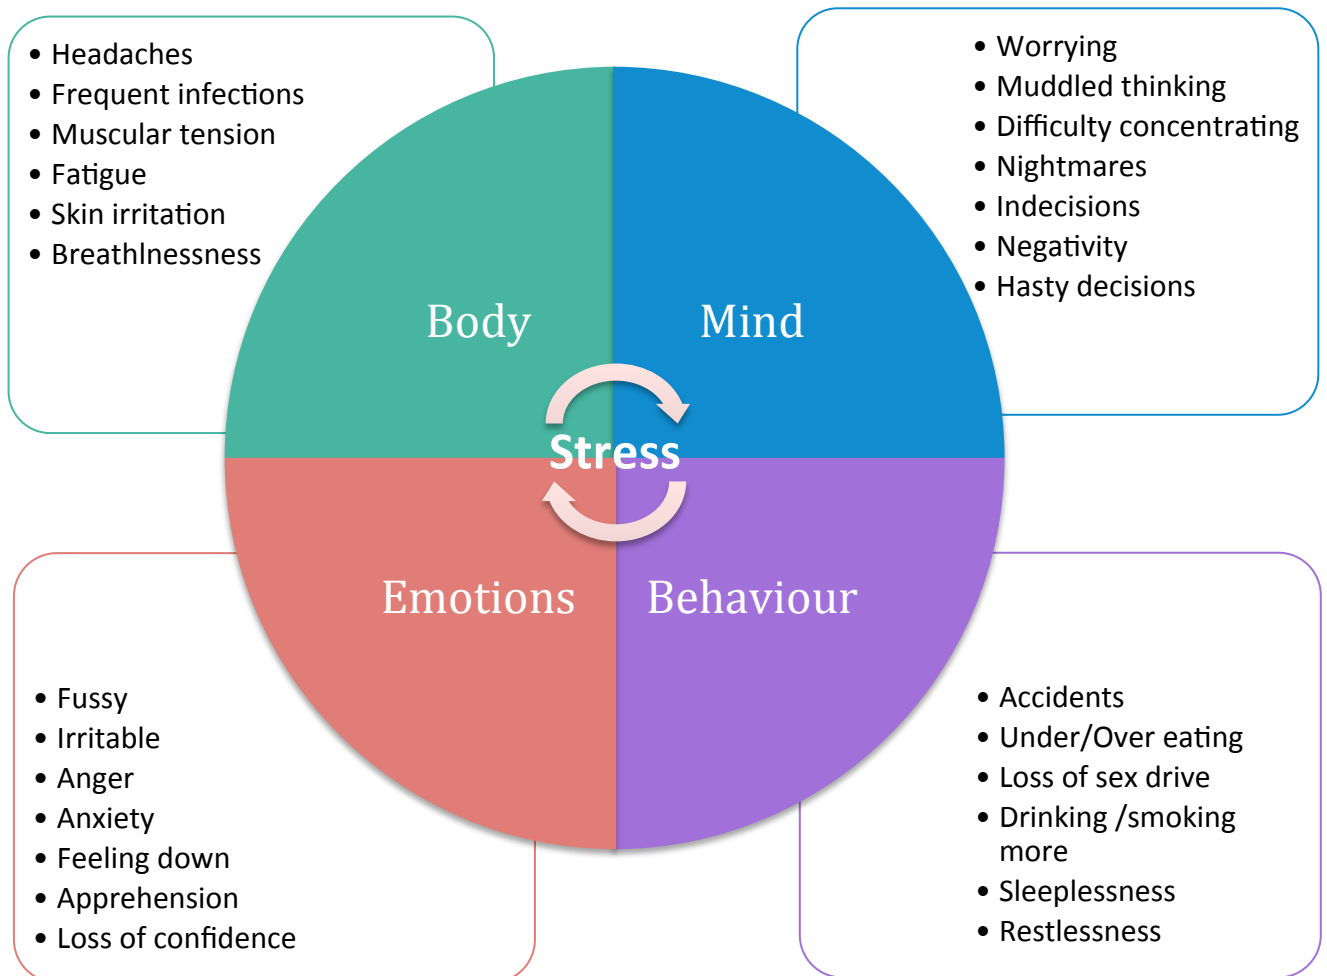 • Headaches
• Frequent infections
• Muscular tension
• Fatigue
• Skin irritation
• Breathlnessness
• Worrying
• Muddled thinking
• Difficulty concentrating
• Nightmares
• Indecisions
• Negativity
• Hasty decisions
Body
Mind
Stress
Emotions
Behaviour
• Fussy
• Irritable
• Anger
• Anxiety
• Feeling down
• Apprehension
• Loss of confidence
• Accidents
• Under/Over eating
• Loss of sex drive
• Drinking /smoking
more
• Sleeplessness
• Restlessness